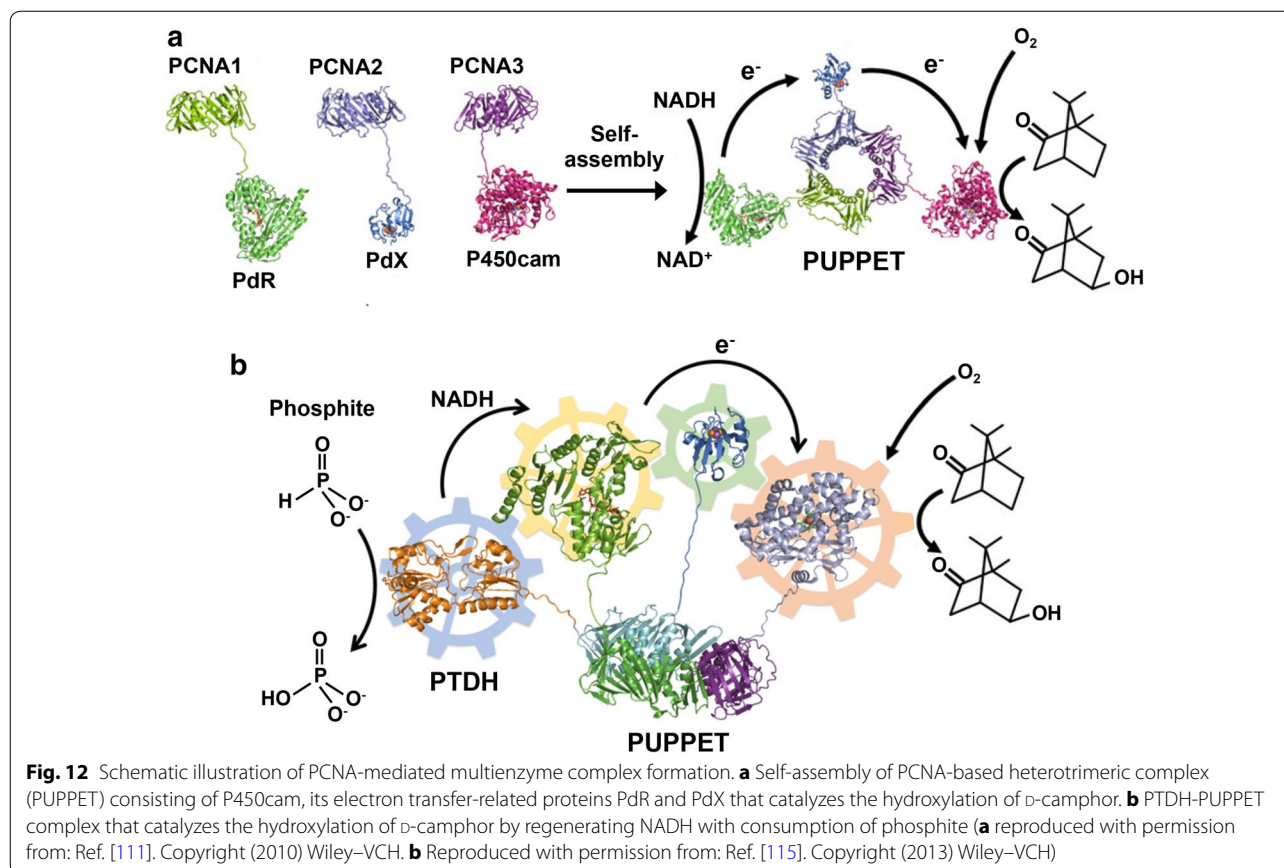 a
PCNA1
PCNA2
PCNA3
PdR
PdX
P450cam
Self-
assembly
NADH
NAD+
e-
e-
O2
O
O
OH
PUPPET
b
Phosphite
O
H P O-
O-
O
HO P O-
O-
NADH
e-
O2
O
O
OH
PTDH
PUPPET
Fig. 12 Schematic illustration of PCNA-mediated multienzyme complex formation. a Self-assembly of PCNA-based heterotrimeric complex
(PUPPET) consisting of P450cam, its electron transfer-related proteins PdR and PdX that catalyzes the hydroxylation of D-camphor. b PTDH-PUPPET
complex that catalyzes the hydroxylation of D-camphor by regenerating NADH with consumption of phosphite (a reproduced with permission
from: Ref. [111]. Copyright (2010) Wiley–VCH. b Reproduced with permission from: Ref. [115]. Copyright (2013) Wiley–VCH)